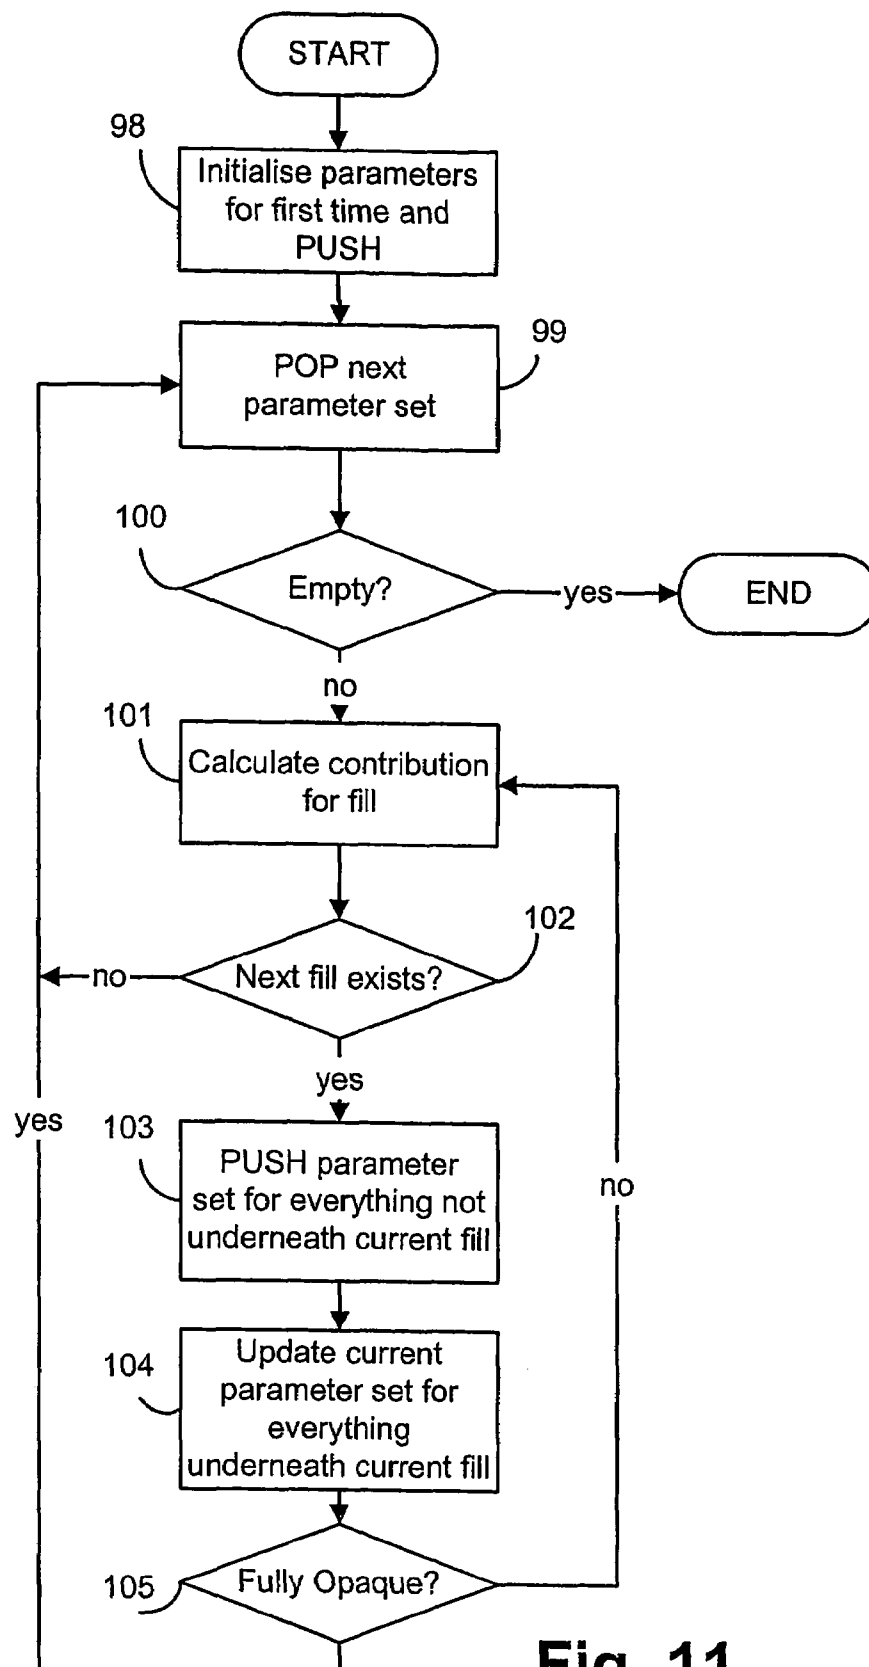 START
98
Initialise parameters
for first time and
PUSH
99
POP next
parameter set
100
Empty?
yes
END
no
101
Calculate contribution
for fill
102
Next fill exists?
no
yes
yes
103
PUSH parameter
set for everything not
underneath current fill
no
104
Update current
parameter set for
everything
underneath current fill
105
Fully Opaque?
Fig. 11